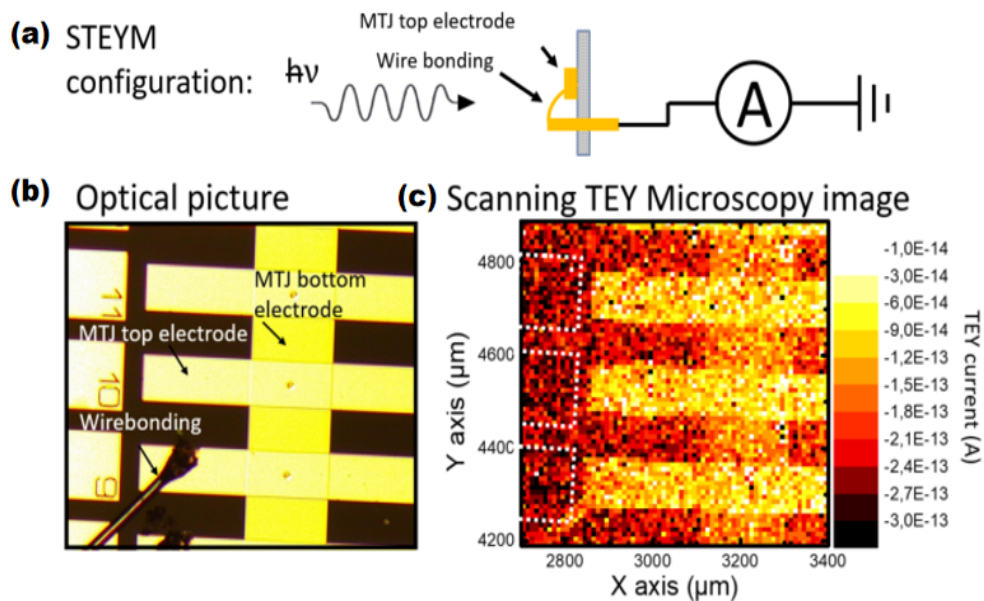 (a) STEYM
configuration:
MTJ top electrode
Wire bonding
ħν
A
(b) Optical picture
MTJ bottom
electrode
MTJ top electrode
Wirebonding
11
10
9
(c) Scanning TEY Microscopy image
4800
4600
4400
4200
Y axis (µm)
2800 3000 3200 3400
X axis (µm)
-1,0E-14
-3,0E-14
-6,0E-14
-9,0E-14
-1,2E-13
-1,5E-13
-1,8E-13
-2,1E-13
-2,4E-13
-2,7E-13
-3,0E-13
TEY current (A)